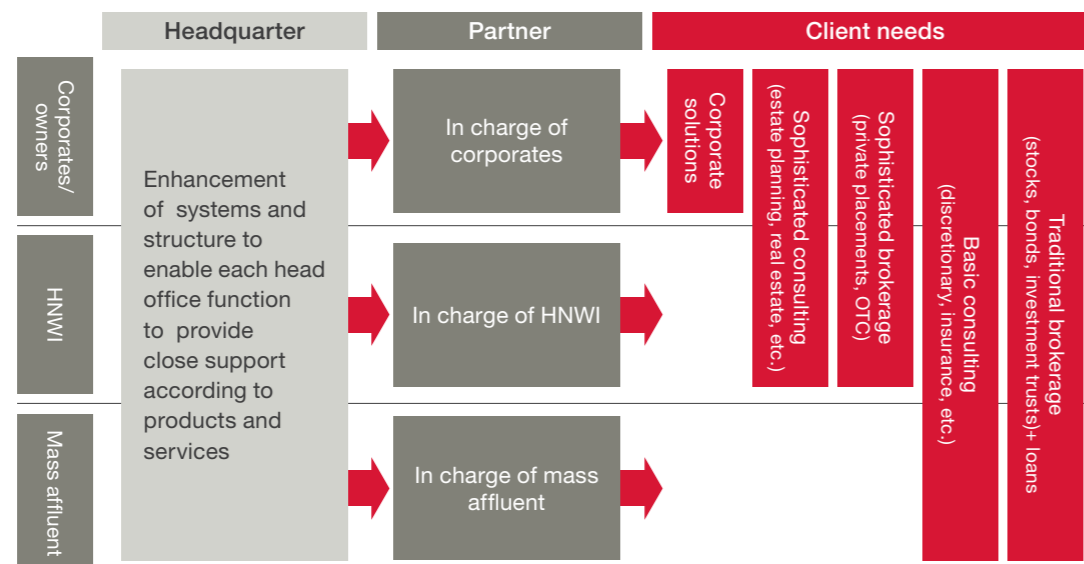 Headquarter
Partner
Client needs
Corporates/
owners
HNWI
Mass affluent
Enhancement
of systems and
structure to
enable each head
office function
to provide
close support
according to
products and
services
In charge of
corporates
In charge of HNWI
In charge of mass
affluent
Corporate
solutions
Sophisticated consulting
(estate planning, real estate, etc.)
Sophisticated brokerage
(private placements, OTC)
Basic consulting
(discretionary, insurance, etc.)
Traditional brokerage
(stocks, bonds, investment trusts)+ loans